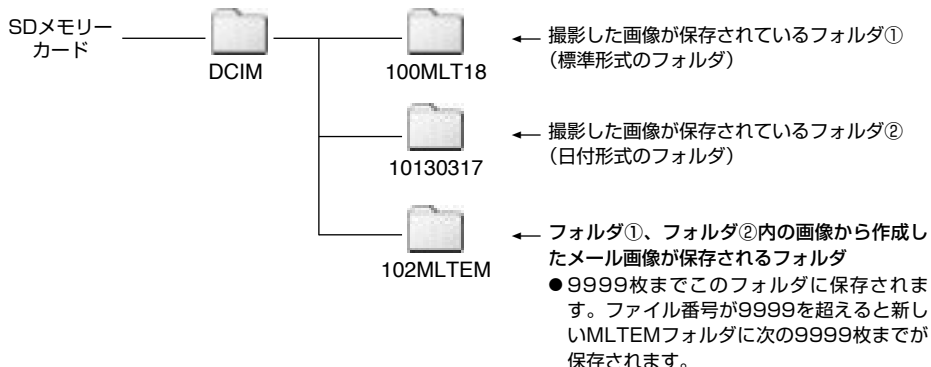 SDメモリー
カード
DCIM
100MLT18
← 撮影した画像が保存されているフォルダ①
（標準形式のフォルダ）
10130317
← 撮影した画像が保存されているフォルダ②
（日付形式のフォルダ）
102MLTEM
← フォルダ①、フォルダ②内の画像から作成し
たメール画像が保存されるフォルダ
●9999枚までこのフォルダに保存されま
す。ファイル番号が9999を超えると新し
いMLTEMフォルダに次の9999枚までが
保存されます。